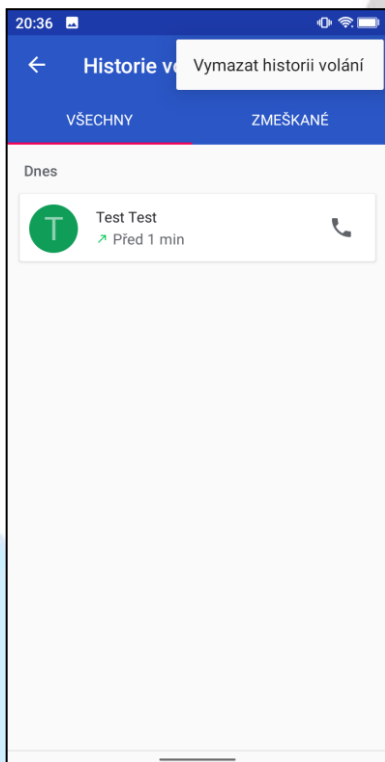 20:36
Historie vo
Vymazat historii volání
VŠECHNY
ZMEŠKANÉ
Dnes
T
Test Test
Před 1 min